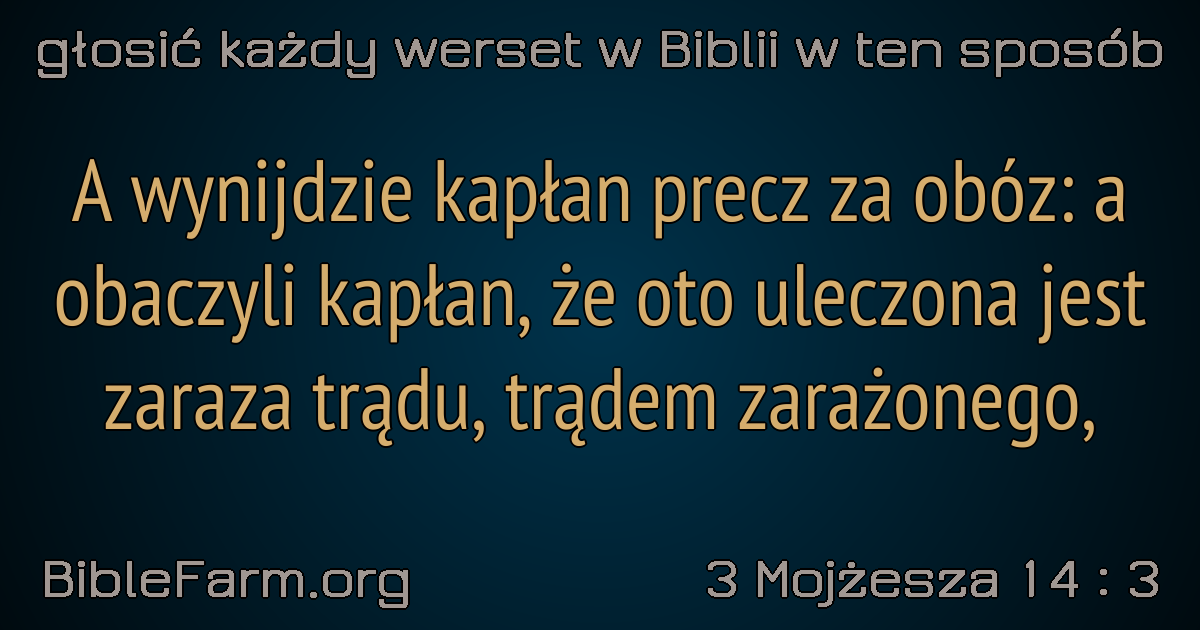 głosić każdy werset w Biblii w ten sposób
A wynijdzie kapłan precz za obóz: a
obaczyli kapłan, że oto uleczona jest
zaraza trądu, trądem zarażonego,
BibleFarm.org
3 Mojżesza 14 : 3